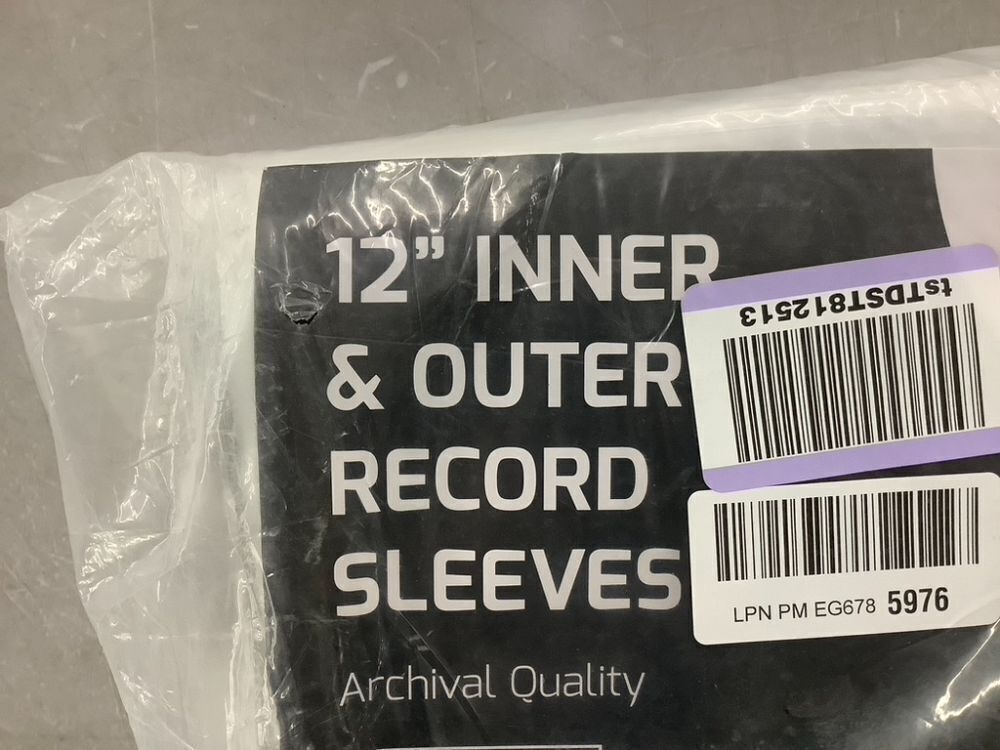 12” INNER
& OUTER
RECORD
SLEEVES
Archival Quality
tsTDST812513
LPN PM EG678 5976